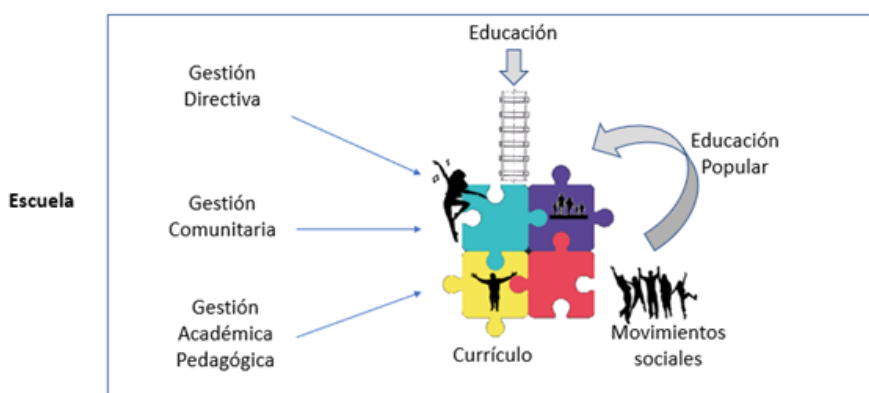 Educación
Gestión
Directiva
Educación
Popular
Escuela
Gestión
Comunitaria
Gestión
Académica
Pedagógica
Currículo
Movimientos
sociales